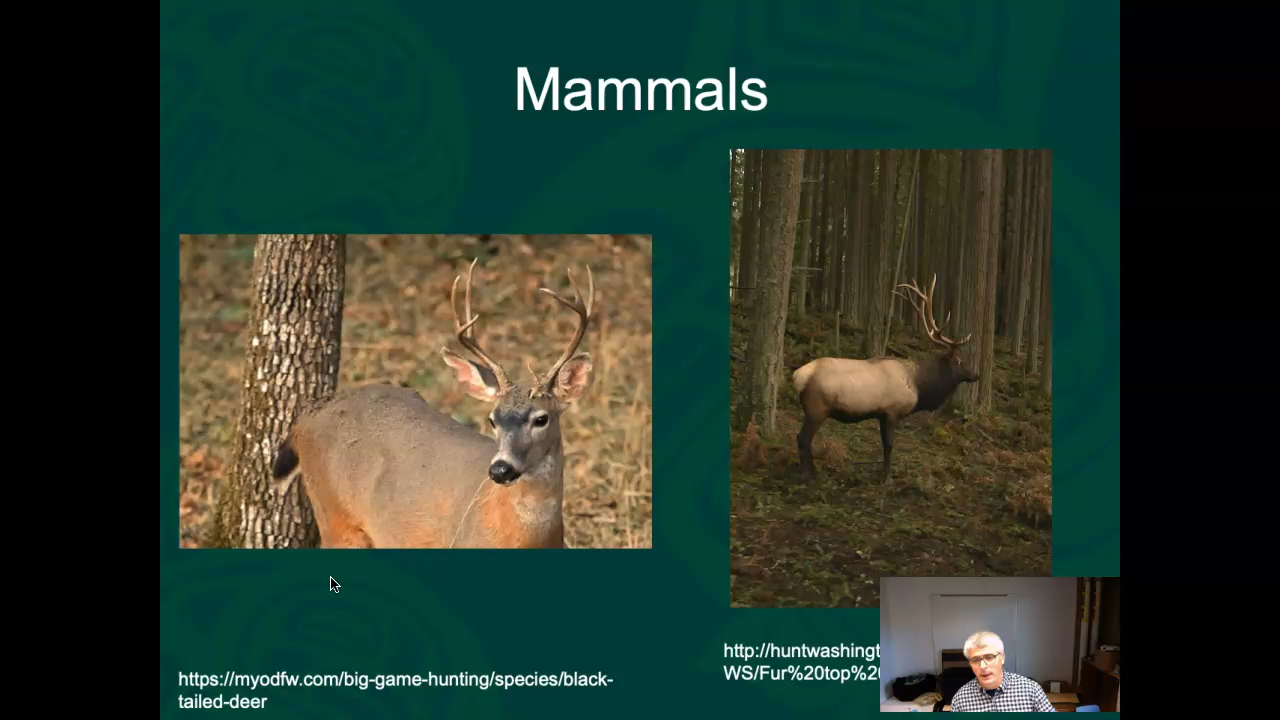 Mammals
https://myodfw.com/big-game-hunting/species/black-
tailed-deer
http://huntwashingt
WS/Fur%20top%2